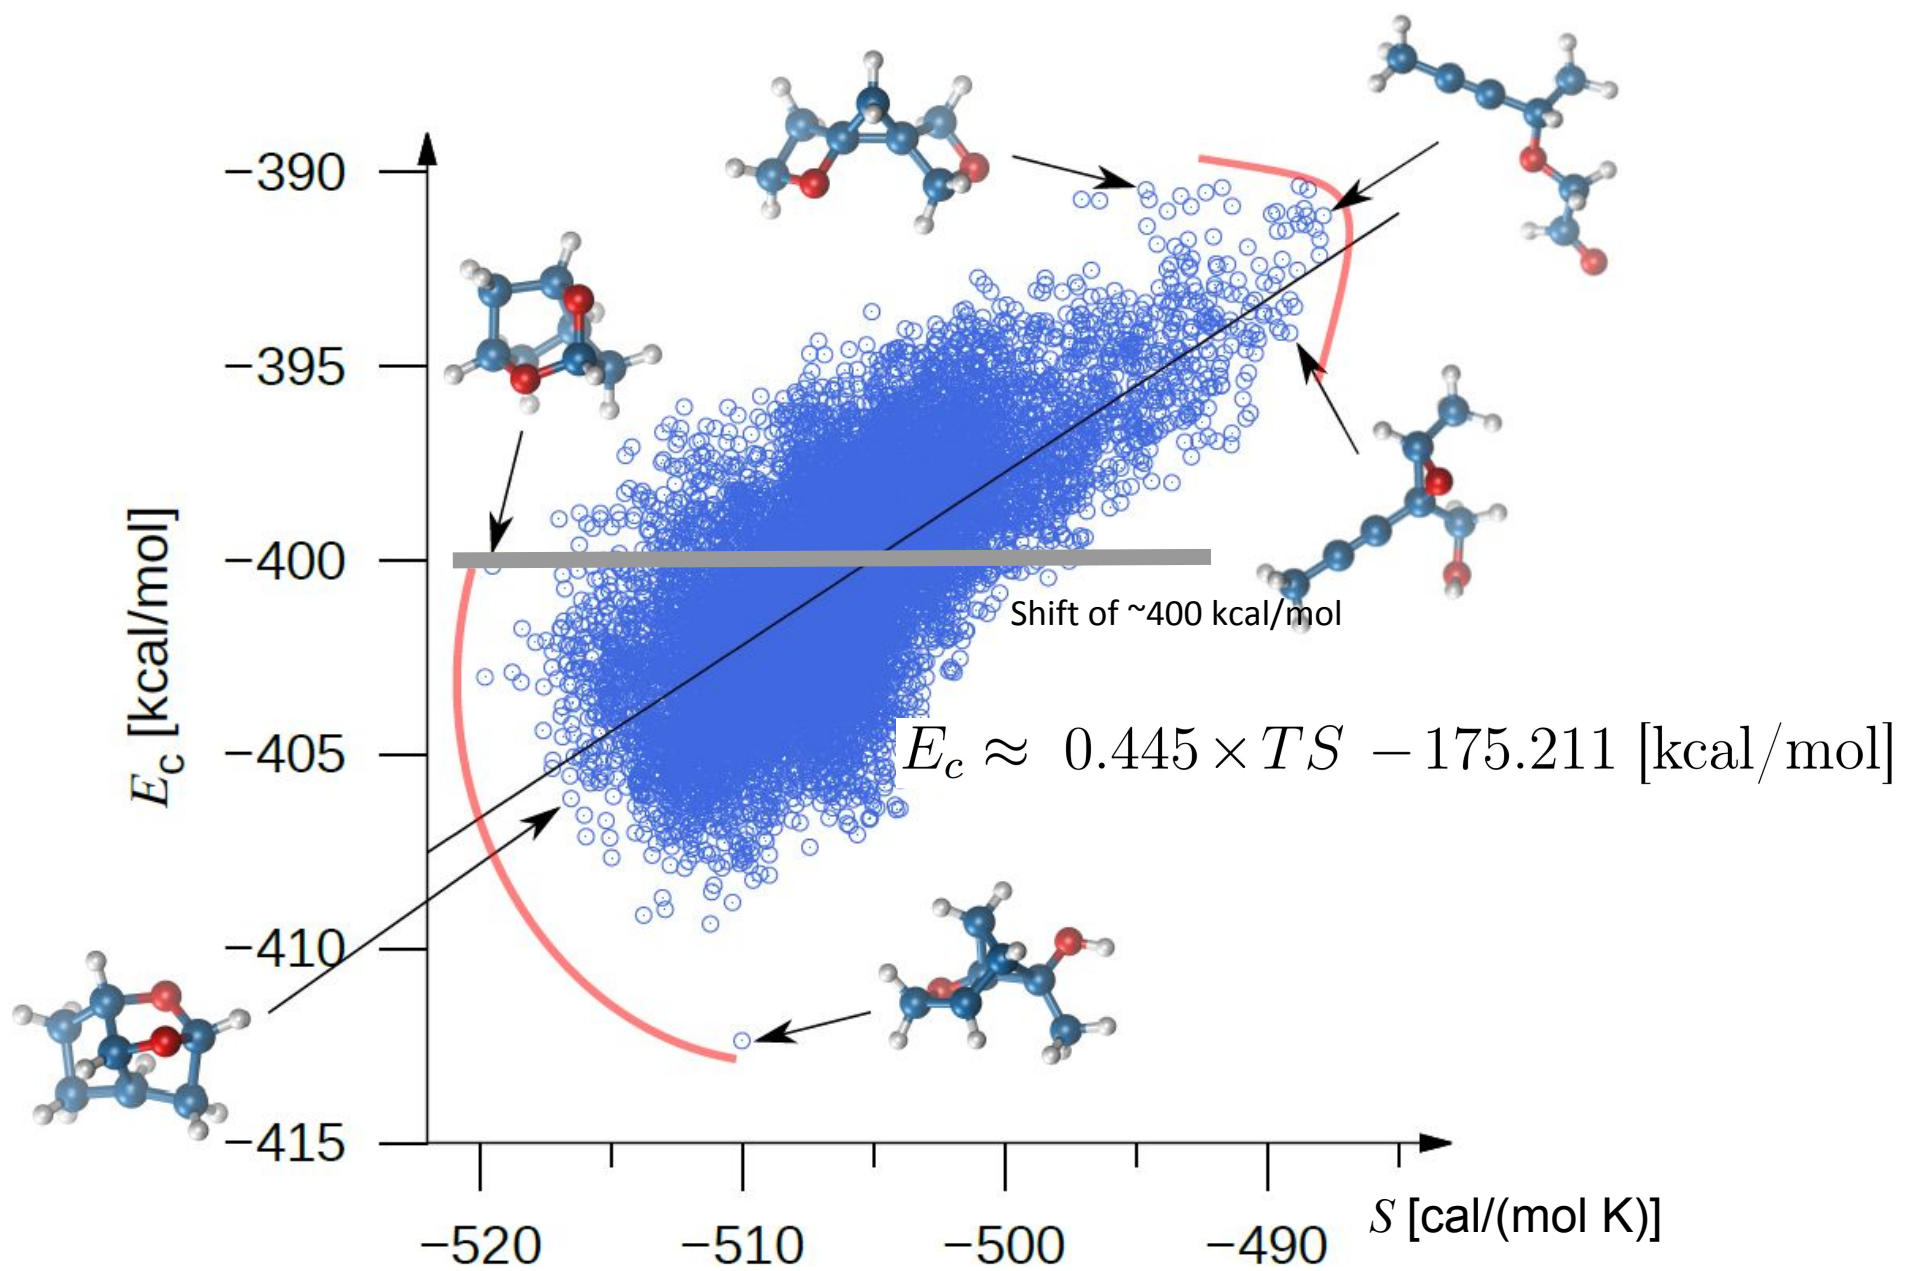 −390
−395
−400
−405
−410
−415
E_c [kcal/mol]
Shift of ~400 kcal/mol
E_c ≈ 0.445 × TS − 175.211 [kcal/mol]
−520 −510 −500 −490
S [cal/(mol K)]